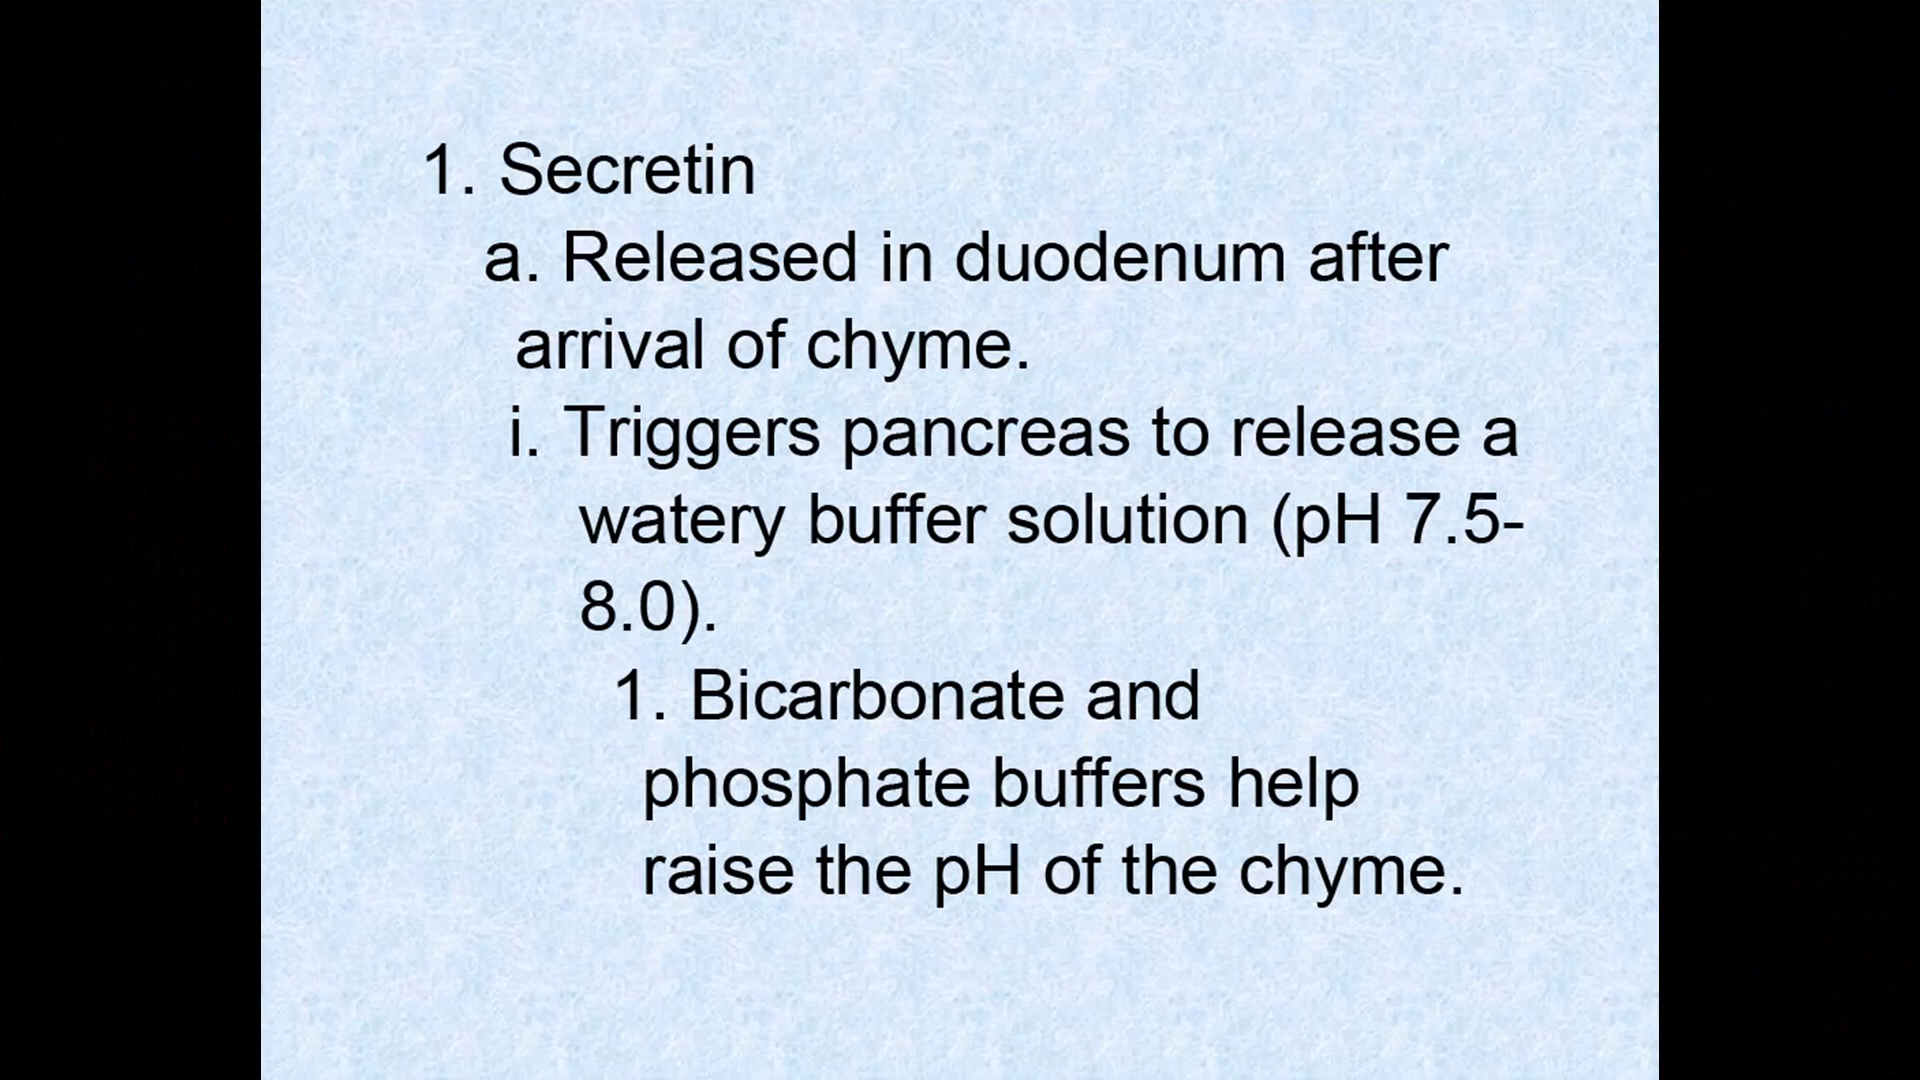 1. Secretin
a. Released in duodenum after
arrival of chyme.
i. Triggers pancreas to release a
watery buffer solution (pH 7.5-
8.0).
1. Bicarbonate and
phosphate buffers help
raise the pH of the chyme.